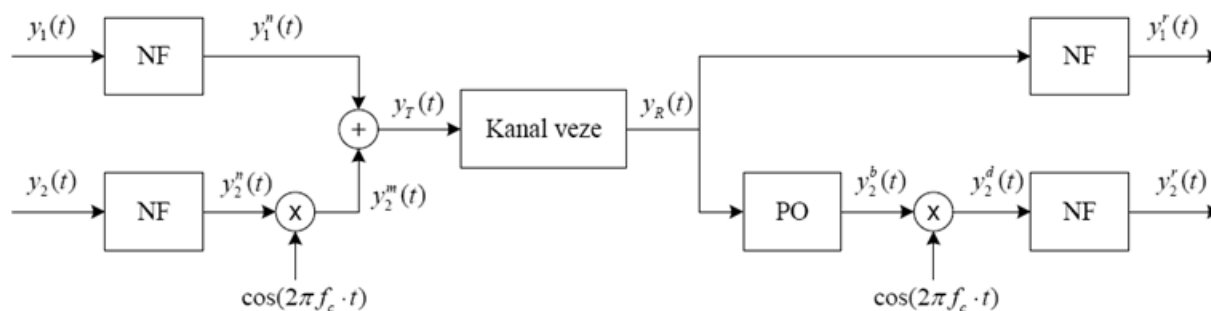 y₁(t)
NF
y₁ⁿ(t)
+
y_T(t)
Kanal veze
y_R(t)
NF
y₁ʳ(t)
y₂(t)
NF
y₂ⁿ(t)
x
y₂ᵐ(t)
cos(2πf_c·t)
PO
y₂ᵇ(t)
x
y₂ᵈ(t)
NF
y₂ʳ(t)
cos(2πf_c·t)